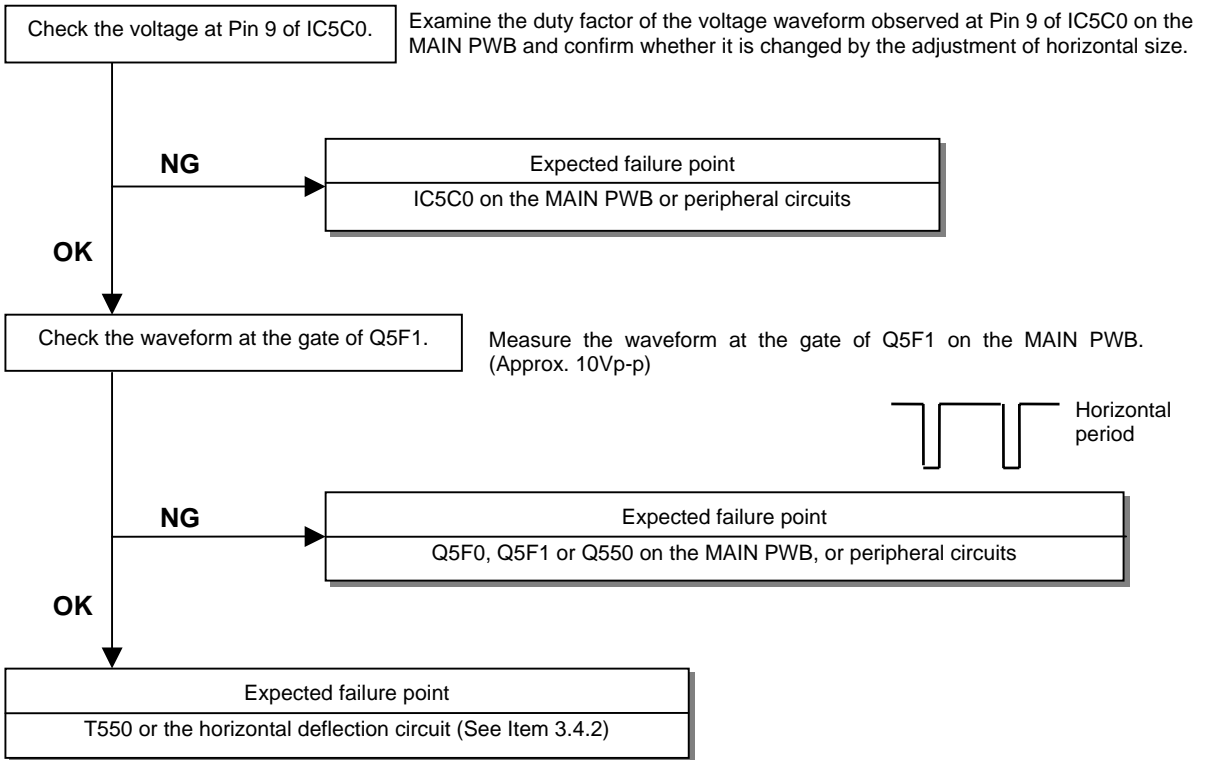 Check the voltage at Pin 9 of IC5C0.
Examine the duty factor of the voltage waveform observed at Pin 9 of IC5C0 on the
MAIN PWB and confirm whether it is changed by the adjustment of horizontal size.
NG
Expected failure point
IC5C0 on the MAIN PWB or peripheral circuits
OK
Check the waveform at the gate of Q5F1.
Measure the waveform at the gate of Q5F1 on the MAIN PWB.
(Approx. 10Vp-p)
Horizontal
period
NG
Expected failure point
Q5F0, Q5F1 or Q550 on the MAIN PWB, or peripheral circuits
OK
Expected failure point
T550 or the horizontal deflection circuit (See Item 3.4.2)